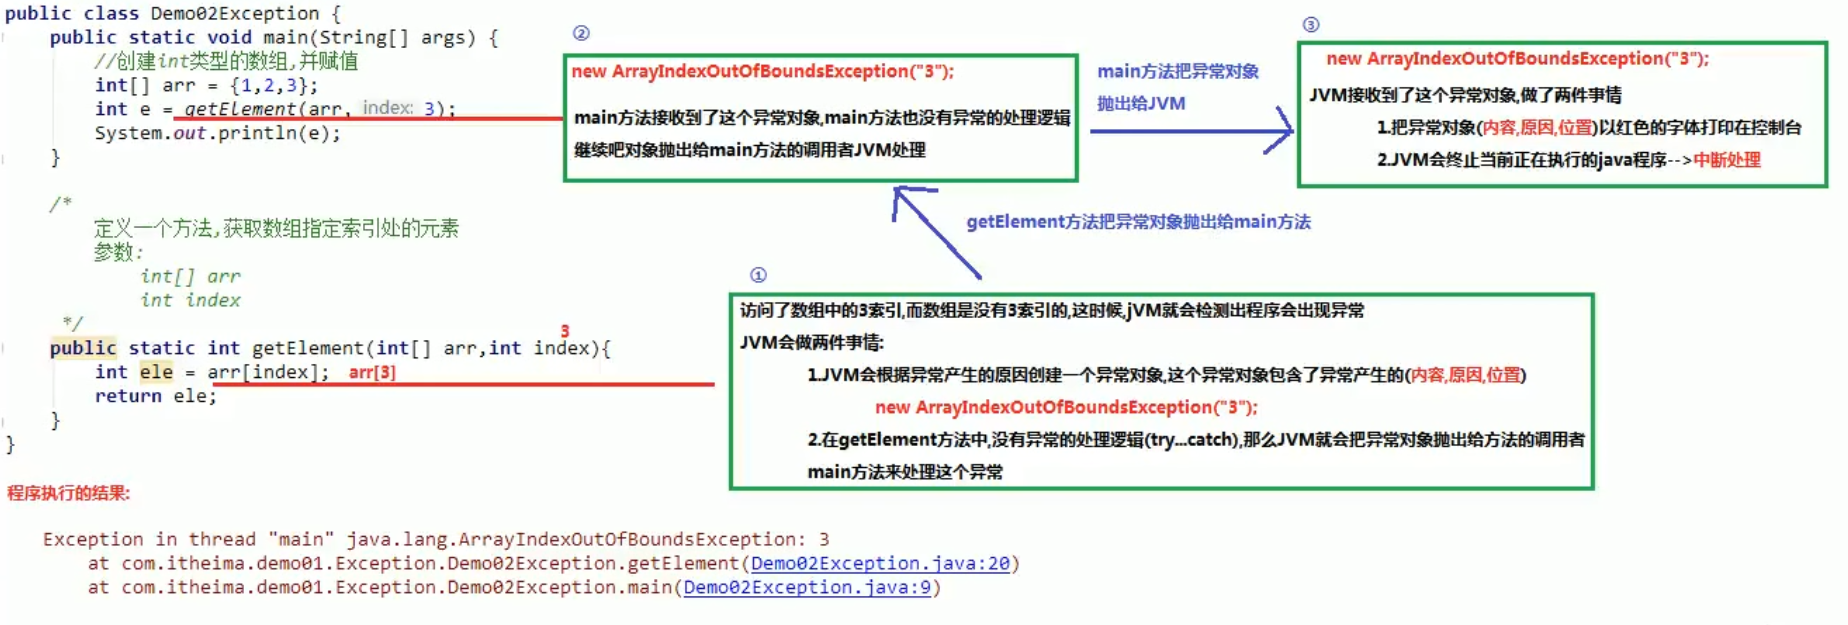 public class Demo02Exception {
public static void main(String[] args) {
//创建int类型的数组,并赋值
int[] arr = {1,2,3};
int e = getElement(arr, index: 3);
System.out.println(e);
}
/*
定义一个方法,获取数组指定索引处的元素
参数:
int[] arr
int index
*/
3
public static int getElement(int[] arr,int index){
int ele = arr[index]; arr[3]
return ele;
}
}
②
new ArrayIndexOutOfBoundsException("3");
main方法接收到了这个异常对象,main方法也没有异常的处理逻辑
继续吧对象抛出给main方法的调用者JVM处理
main方法把异常对象
抛出给JVM
③
new ArrayIndexOutOfBoundsException("3");
JVM接收到了这个异常对象,做了两件事情
1.把异常对象(内容,原因,位置)以红色的字体打印在控制台
2.JVM会终止当前正在执行的java程序-->中断处理
getElement方法把异常对象抛出给main方法
①
访问了数组中的3索引,而数组是没有3索引的,这时候,jVM就会检测出程序会出现异常
JVM会做两件事情:
1.JVM会根据异常产生的原因创建一个异常对象,这个异常对象包含了异常产生的(内容,原因,位置)
new ArrayIndexOutOfBoundsException("3");
2.在getElement方法中,没有异常的处理逻辑(try...catch),那么JVM就会把异常对象抛出给方法的调用者
main方法来处理这个异常
程序执行的结果:
Exception in thread "main" java.lang.ArrayIndexOutOfBoundsException: 3
at com.itheima.demo01.Exception.Demo02Exception.getElement(Demo02Exception.java:20)
at com.itheima.demo01.Exception.Demo02Exception.main(Demo02Exception.java:9)